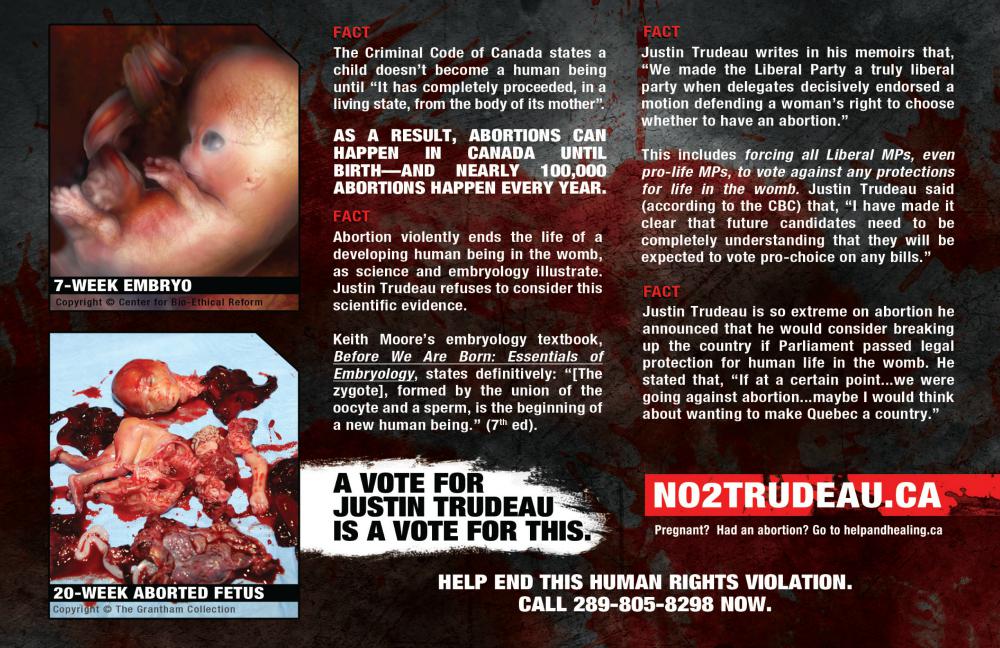 7-WEEK EMBRYO
Copyright © Center for Bio-Ethical Reform
20-WEEK ABORTED FETUS
Copyright © The Grantham Collection
FACT
The Criminal Code of Canada states a
child doesn't become a human being
until “It has completely proceeded, in a
living state, from the body of its mother”.
AS A RESULT, ABORTIONS CAN
HAPPEN IN CANADA UNTIL
BIRTH—AND NEARLY 100,000
ABORTIONS HAPPEN EVERY YEAR.
FACT
Abortion violently ends the life of a
developing human being in the womb,
as science and embryology illustrate.
Justin Trudeau refuses to consider this
scientific evidence.
Keith Moore's embryology textbook,
Before We Are Born: Essentials of
Embryology, states definitively: “[The
zygote], formed by the union of the
oocyte and a sperm, is the beginning of
a new human being.” (7th ed).
A VOTE FOR
JUSTIN TRUDEAU
IS A VOTE FOR THIS.
FACT
Justin Trudeau writes in his memoirs that,
“We made the Liberal Party a truly liberal
party when delegates decisively endorsed a
motion defending a woman's right to choose
whether to have an abortion.”
This includes forcing all Liberal MPs, even
pro-life MPs, to vote against any protections
for life in the womb. Justin Trudeau said
(according to the CBC) that, “I have made it
clear that future candidates need to be
completely understanding that they will be
expected to vote pro-choice on any bills.”
FACT
Justin Trudeau is so extreme on abortion he
announced that he would consider breaking
up the country if Parliament passed legal
protection for human life in the womb. He
stated that, “If at a certain point...we were
going against abortion...maybe I would think
about wanting to make Quebec a country.”
NO2TRUDEAU.CA
Pregnant? Had an abortion? Go to helpandhealing.ca
HELP END THIS HUMAN RIGHTS VIOLATION.
CALL 289-805-8298 NOW.